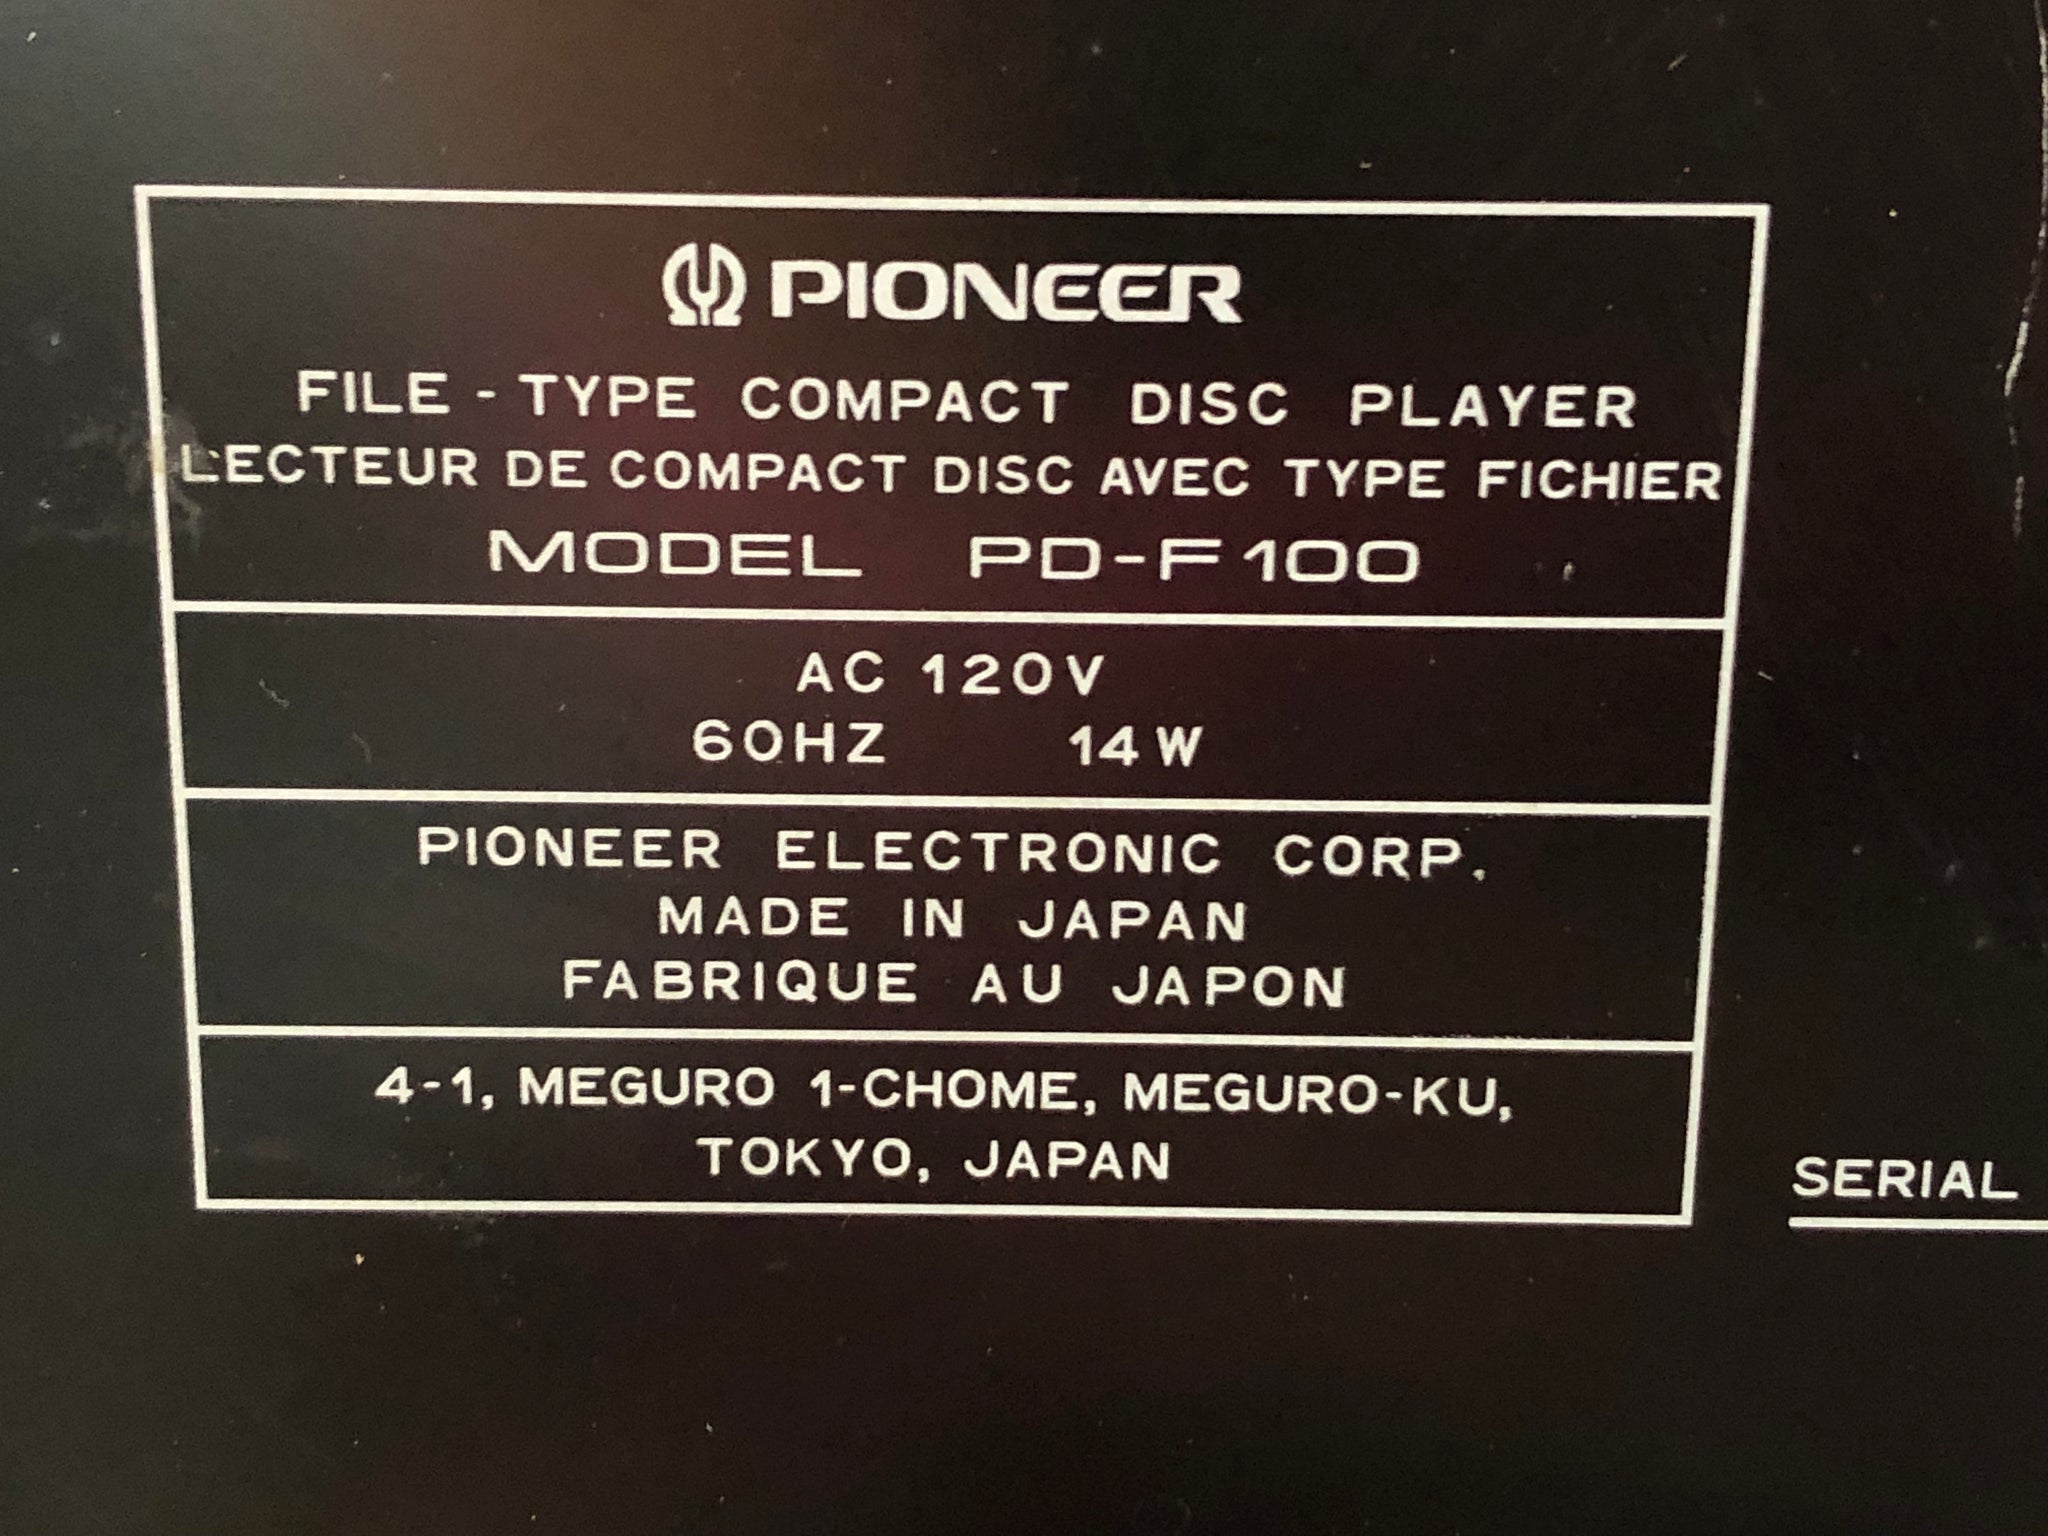 PIONEER
FILE-TYPE COMPACT DISC PLAYER
LECTEUR DE COMPACT DISC AVEC TYPE FICHIER
MODEL PD-F100
AC 120V
60HZ 14W
PIONEER ELECTRONIC CORP.
MADE IN JAPAN
FABRIQUE AU JAPON
4-1, MEGURO 1-CHOME, MEGURO-KU,
TOKYO, JAPAN
SERIAL